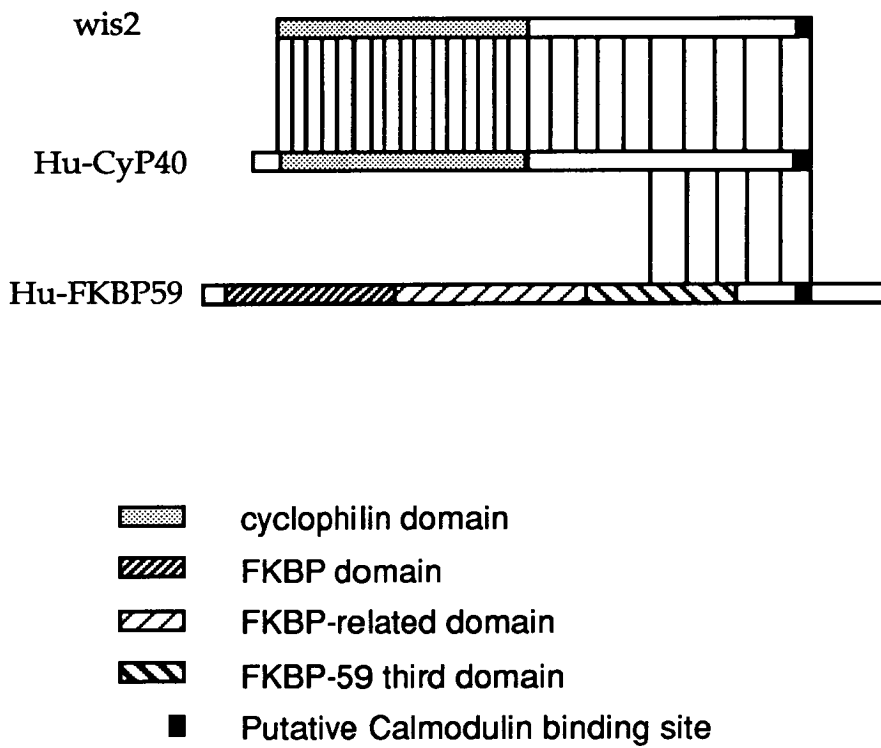 wis2
Hu-CyP40
Hu-FKBP59
cyclophilin domain
FKBP domain
FKBP-related domain
FKBP-59 third domain
Putative Calmodulin binding site